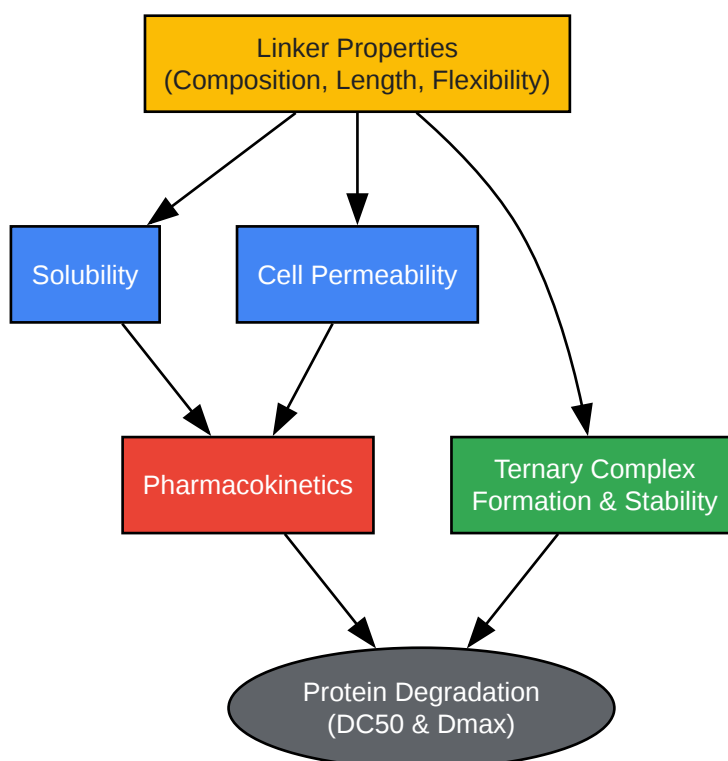 Linker Properties
(Composition, Length, Flexibility)
Solubility
Cell Permeability
Pharmacokinetics
Ternary Complex
Formation & Stability
Protein Degradation
(DC50 & Dmax)